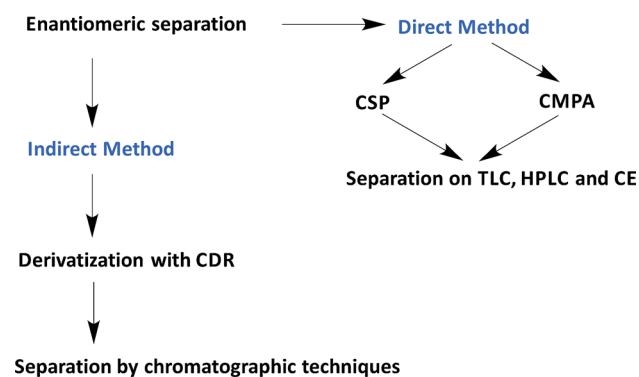 Enantiomeric separation
Direct Method
CSP
CMPA
Separation on TLC, HPLC and CE
Indirect Method
Derivatization with CDR
Separation by chromatographic techniques